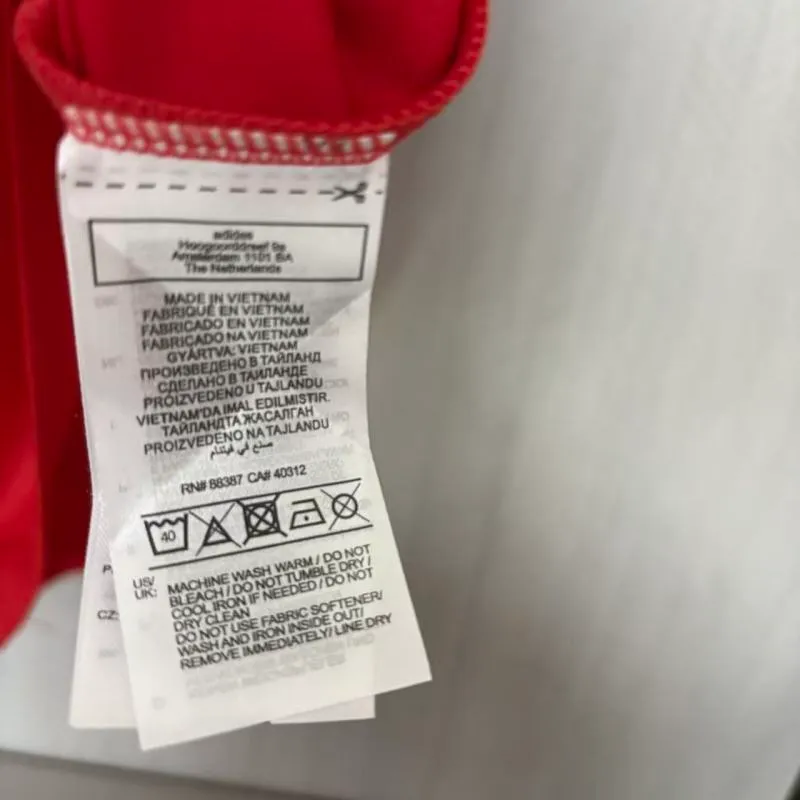 adidas
Hoogoorddreef 9a
Amsterdam 1101 BA
The Netherlands
MADE IN VIETNAM
FABRIQUÉ EN VIETNAM
FABRICADO EN VIETNAM
FABRICADO NA VIETNAM
GYÁRTVA: VIETNAM
ПРОИЗВЕДЕНО В ТАЙЛАНД
СДЕЛАНО В ТАИЛАНДЕ
PROIZVEDENO U TAJLANDU
VIETNAM'DA IMAL EDILMISTIR.
ТАЙЛАНДТА ЖАСАЛҒАН
PROIZVEDENO NA TAJLANDU
صنع في فيتنام
RN# 88387 CA# 40312
40
US/
UK:
MACHINE WASH WARM / DO NOT
BLEACH / DO NOT TUMBLE DRY /
COOL IRON IF NEEDED / DO NOT
DRY CLEAN
DO NOT USE FABRIC SOFTENER/
WASH AND IRON INSIDE OUT/
REMOVE IMMEDIATELY/ LINE DRY
CZ: